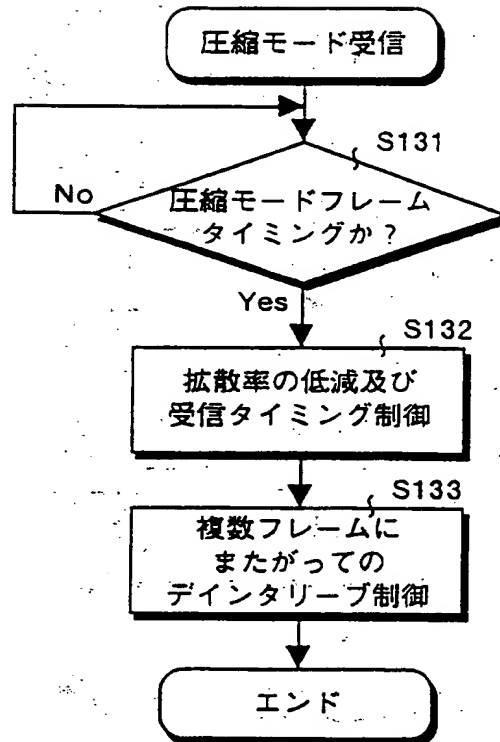 圧縮モード受信
S131
No
圧縮モードフレーム
タイミングか？
Yes
S132
拡散率の低減及び
受信タイミング制御
S133
複数フレームに
またがっての
デインタリーブ制御
エンド